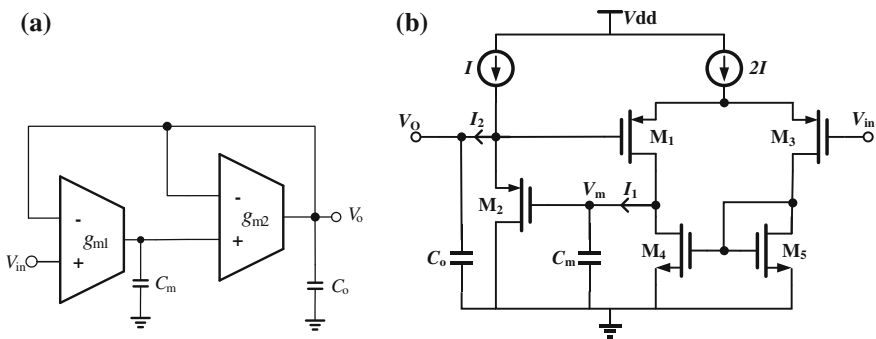 (a)
-
gm1
+
Vin
Cm
-
gm2
+
Vo
Co
(b)
Vdd
I
2I
VO
I2
M1
M3
Vin
M2
Vm
I1
Co
Cm
M4
M5